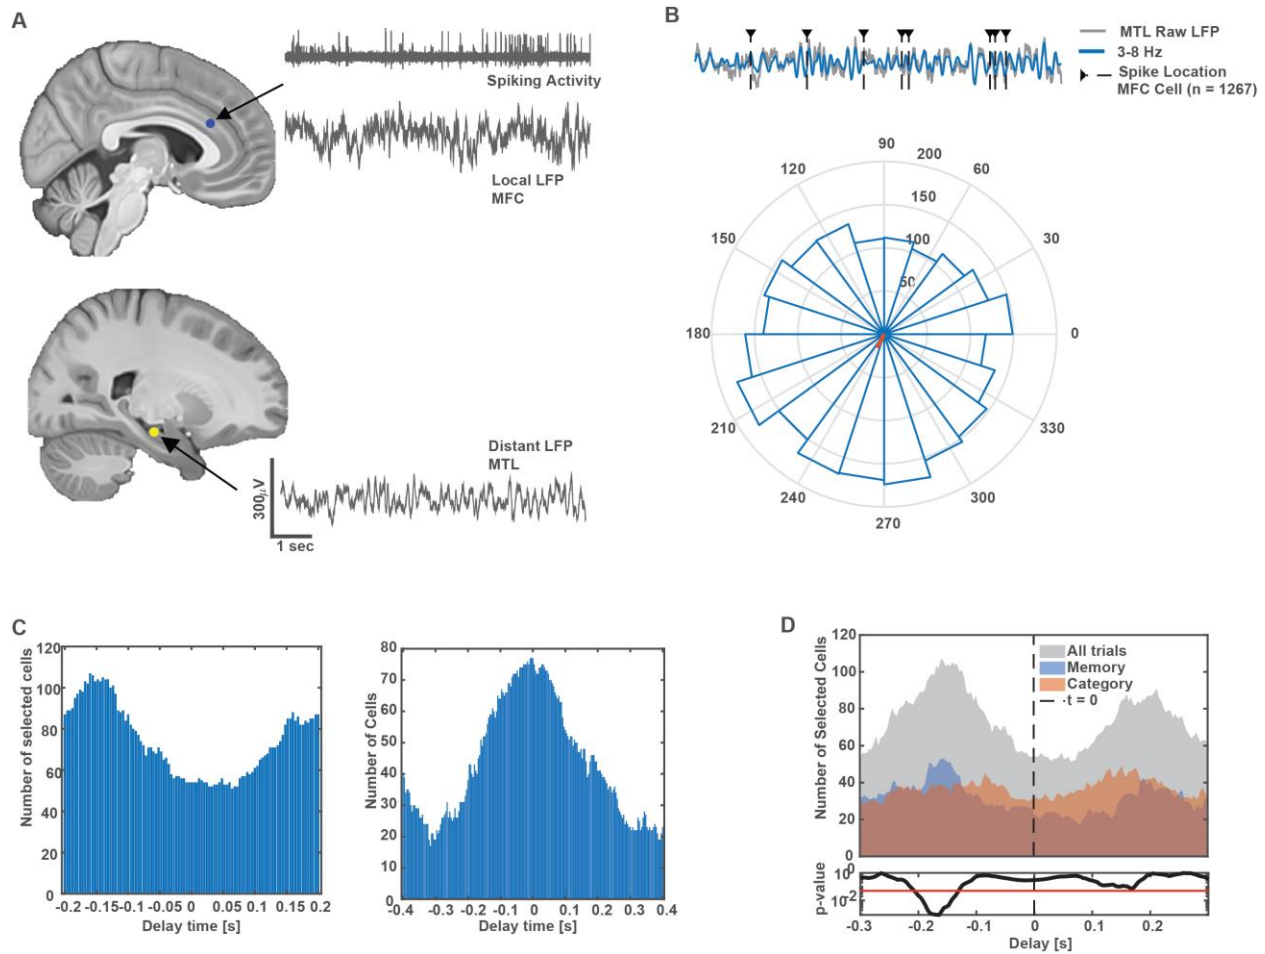 A
Spiking Activity
Local LFP
MFC
Distant LFP
MTL
300μV
1 sec
B
MTL Raw LFP
3-8 Hz
Spike Location
MFC Cell (n = 1267)
90
200
120
60
150
100
50
150
30
180
0
210
330
240
300
270
C
Number of selected cells
120
100
80
60
40
20
0
-0.2 -0.15 -0.1 -0.05 0 0.05 0.1 0.15 0.2
Delay time [s]
Number of Cells
80
70
60
50
40
30
20
10
0
-0.4 -0.3 -0.2 -0.1 0 0.1 0.2 0.3 0.4
Delay time [s]
D
Number of Selected Cells
120
100
80
60
40
20
0
All trials
Memory
Category
t = 0
p-value
10^0
10^-2
-0.3 -0.2 -0.1 0 0.1 0.2
Delay [s]